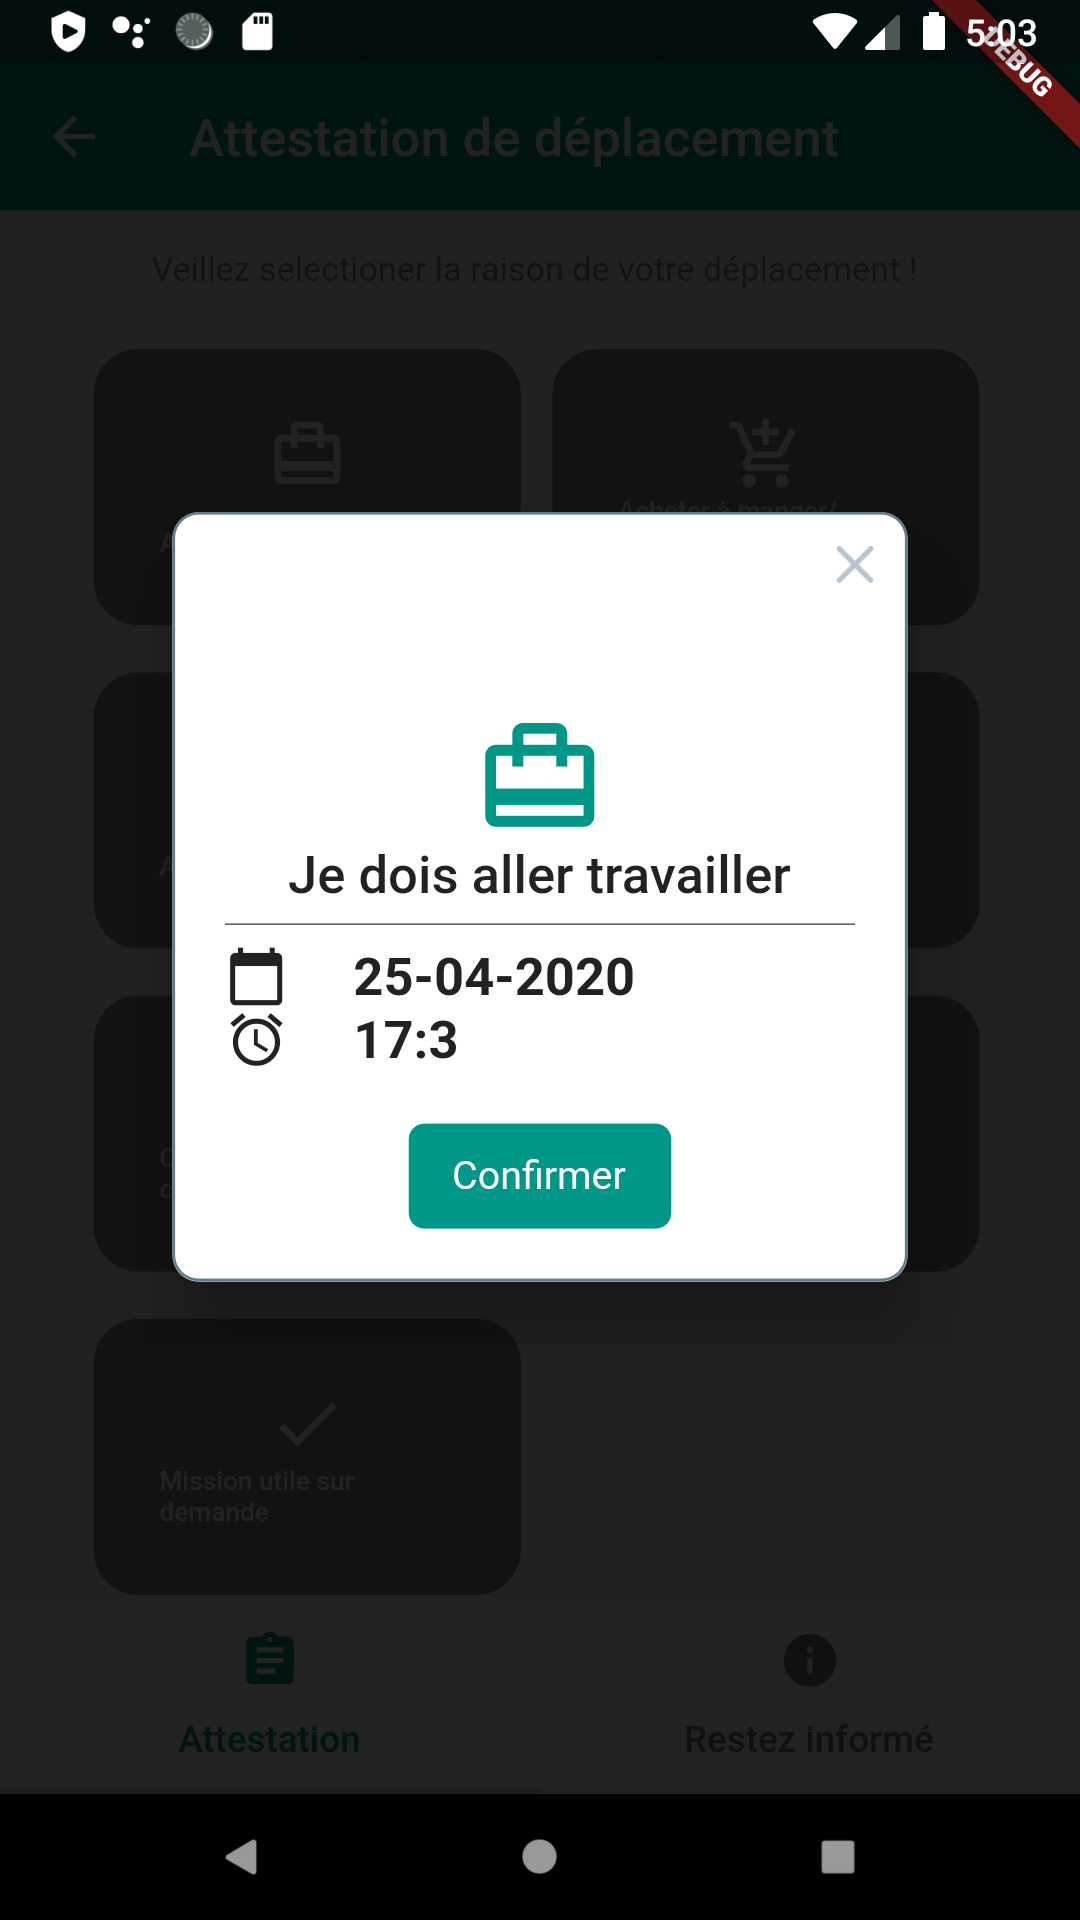 5:03
DEBUG
Attestation de déplacement
Veillez selectioner la raison de votre déplacement !
Acheter à manger/
Je dois aller travailler
25-04-2020
17:3
Confirmer
Mission utile sur
demande
Attestation
Restez informé